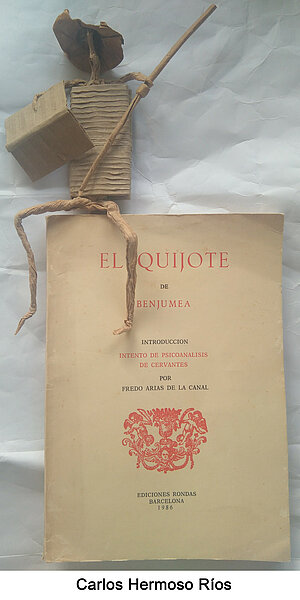 EL QUIJOTE
DE
BENJUMEA
INTRODUCCION
INTENTO DE PSICOANALISIS
DE CERVANTES
POR
FREDO ARIAS DE LA CANAL
EDICIONES RONDAS
BARCELONA
1986
Carlos Hermoso Ríos